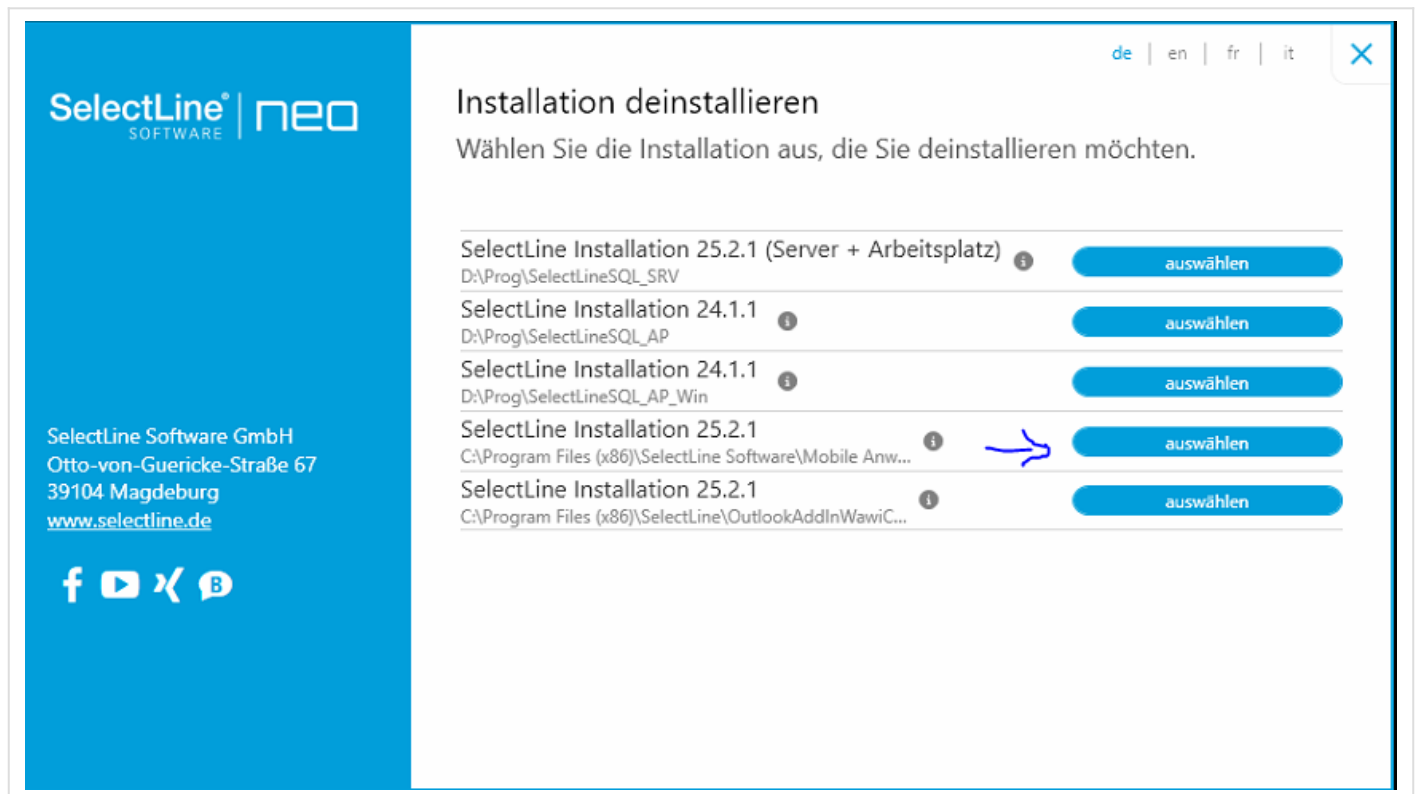 de | en | fr | it
SelectLine® | neo
SOFTWARE
Installation deinstallieren
Wählen Sie die Installation aus, die Sie deinstallieren möchten.
SelectLine Installation 25.2.1 (Server + Arbeitsplatz)
D:\Prog\SelectLineSQL_SRV
auswählen
SelectLine Installation 24.1.1
D:\Prog\SelectLineSQL_AP
auswählen
SelectLine Installation 24.1.1
D:\Prog\SelectLineSQL_AP_Win
auswählen
SelectLine Installation 25.2.1
C:\Program Files (x86)\SelectLine Software\Mobile Anw...
auswählen
SelectLine Installation 25.2.1
C:\Program Files (x86)\SelectLine\OutlookAddInWawiC...
auswählen
SelectLine Software GmbH
Otto-von-Guericke-Straße 67
39104 Magdeburg
www.selectline.de